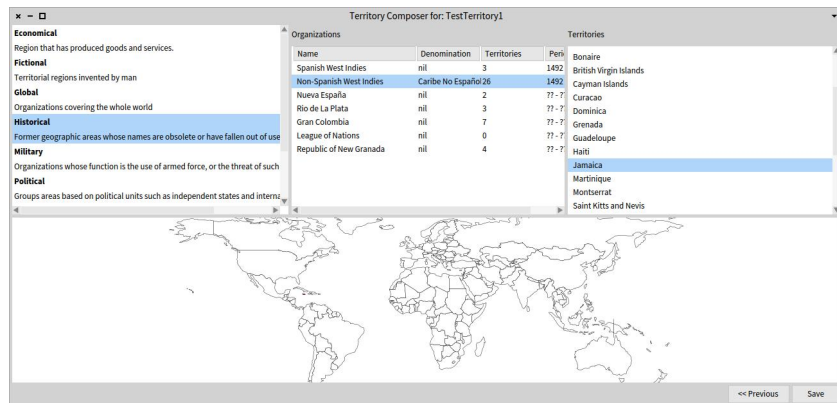 Territory Composer for: TestTerritory1
Economical
Region that has produced goods and services.
Fictional
Territorial regions invented by man
Global
Organizations covering the whole world
Historical
Former geographic areas whose names are obsolete or have fallen out of use
Military
Organizations whose function is the use of armed force, or the threat of such
Political
Groups areas based on political units such as independent states and interna
Organizations
Name Denomination Territories Peri
Spanish West Indies nil 3 1492
Non-Spanish West Indies Caribe No Español 26 1492
Nueva España nil 2 ?? - ?
Rio de La Plata nil 3 ?? - ?
Gran Colombia nil 7 ?? - ?
League of Nations nil 0 ?? - ?
Republic of New Granada nil 4 ?? - ?
Territories
Bonaire
British Virgin Islands
Cayman Islands
Curacao
Dominica
Grenada
Guadeloupe
Haiti
Jamaica
Martinique
Montserrat
Saint Kitts and Nevis
<< Previous Save